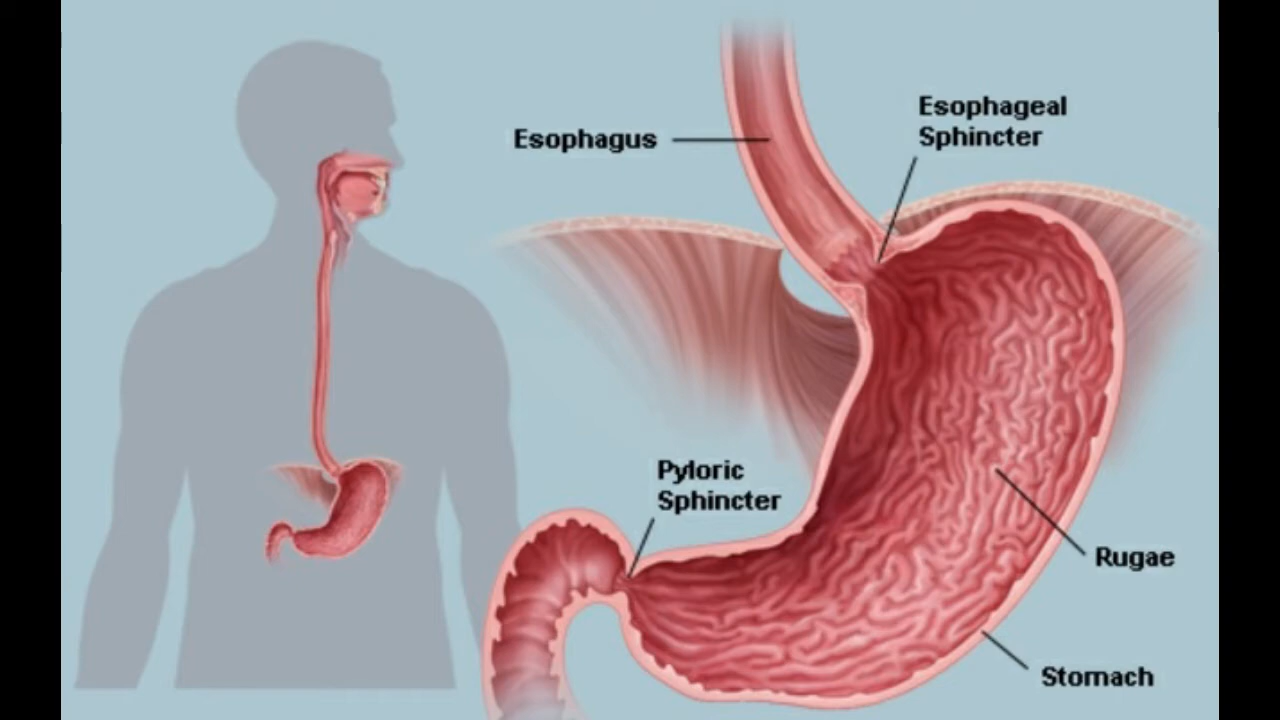 Esophageal
Sphincter
Esophagus
Pyloric
Sphincter
Rugae
Stomach